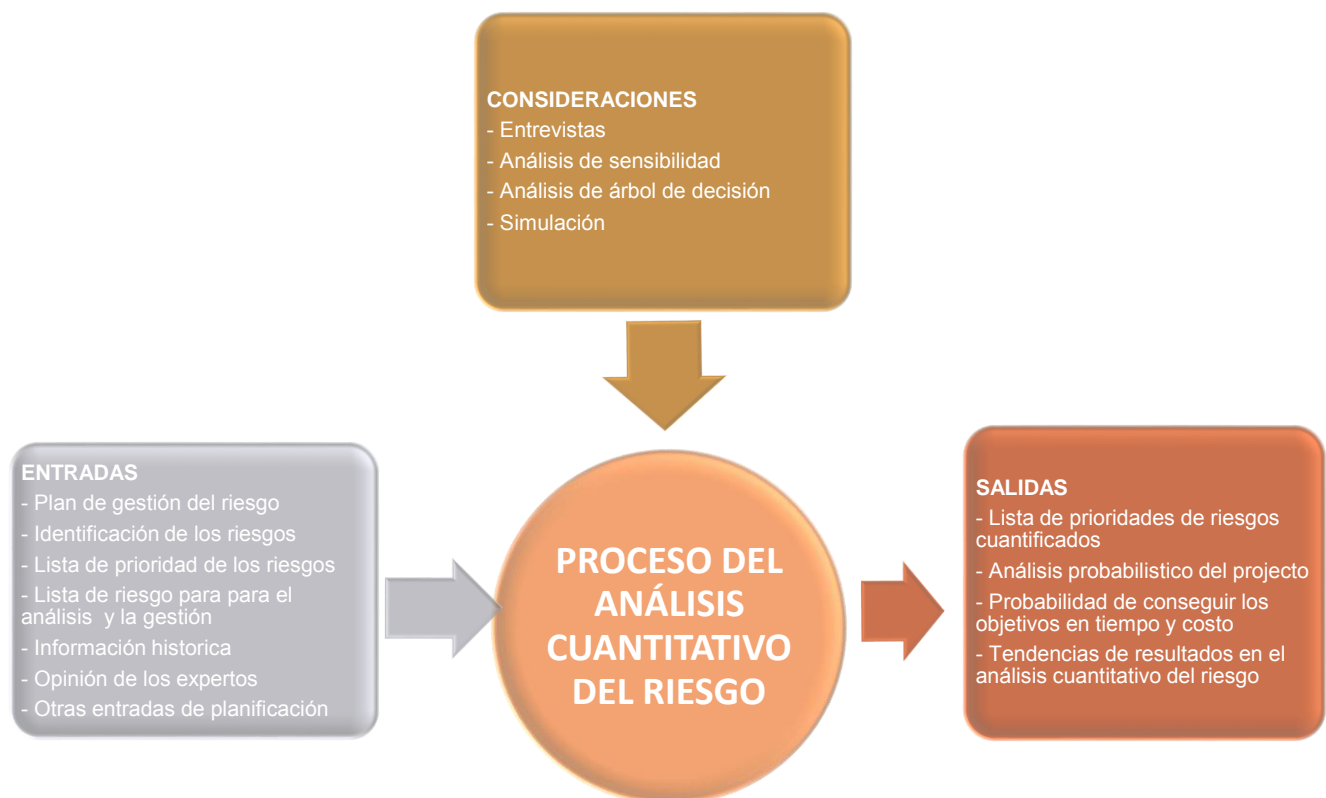 CONSIDERACIONES
- Entrevistas
- Análisis de sensibilidad
- Análisis de árbol de decisión
- Simulación
ENTRADAS
- Plan de gestión del riesgo
- Identificación de los riesgos
- Lista de prioridad de los riesgos
- Lista de riesgo para para el
análisis y la gestión
- Información historica
- Opinión de los expertos
- Otras entradas de planificación
PROCESO DEL
ANÁLISIS
CUANTITATIVO
DEL RIESGO
SALIDAS
- Lista de prioridades de riesgos
cuantificados
- Análisis probabilistico del projecto
- Probabilidad de conseguir los
objetivos en tiempo y costo
- Tendencias de resultados en el
análisis cuantitativo del riesgo